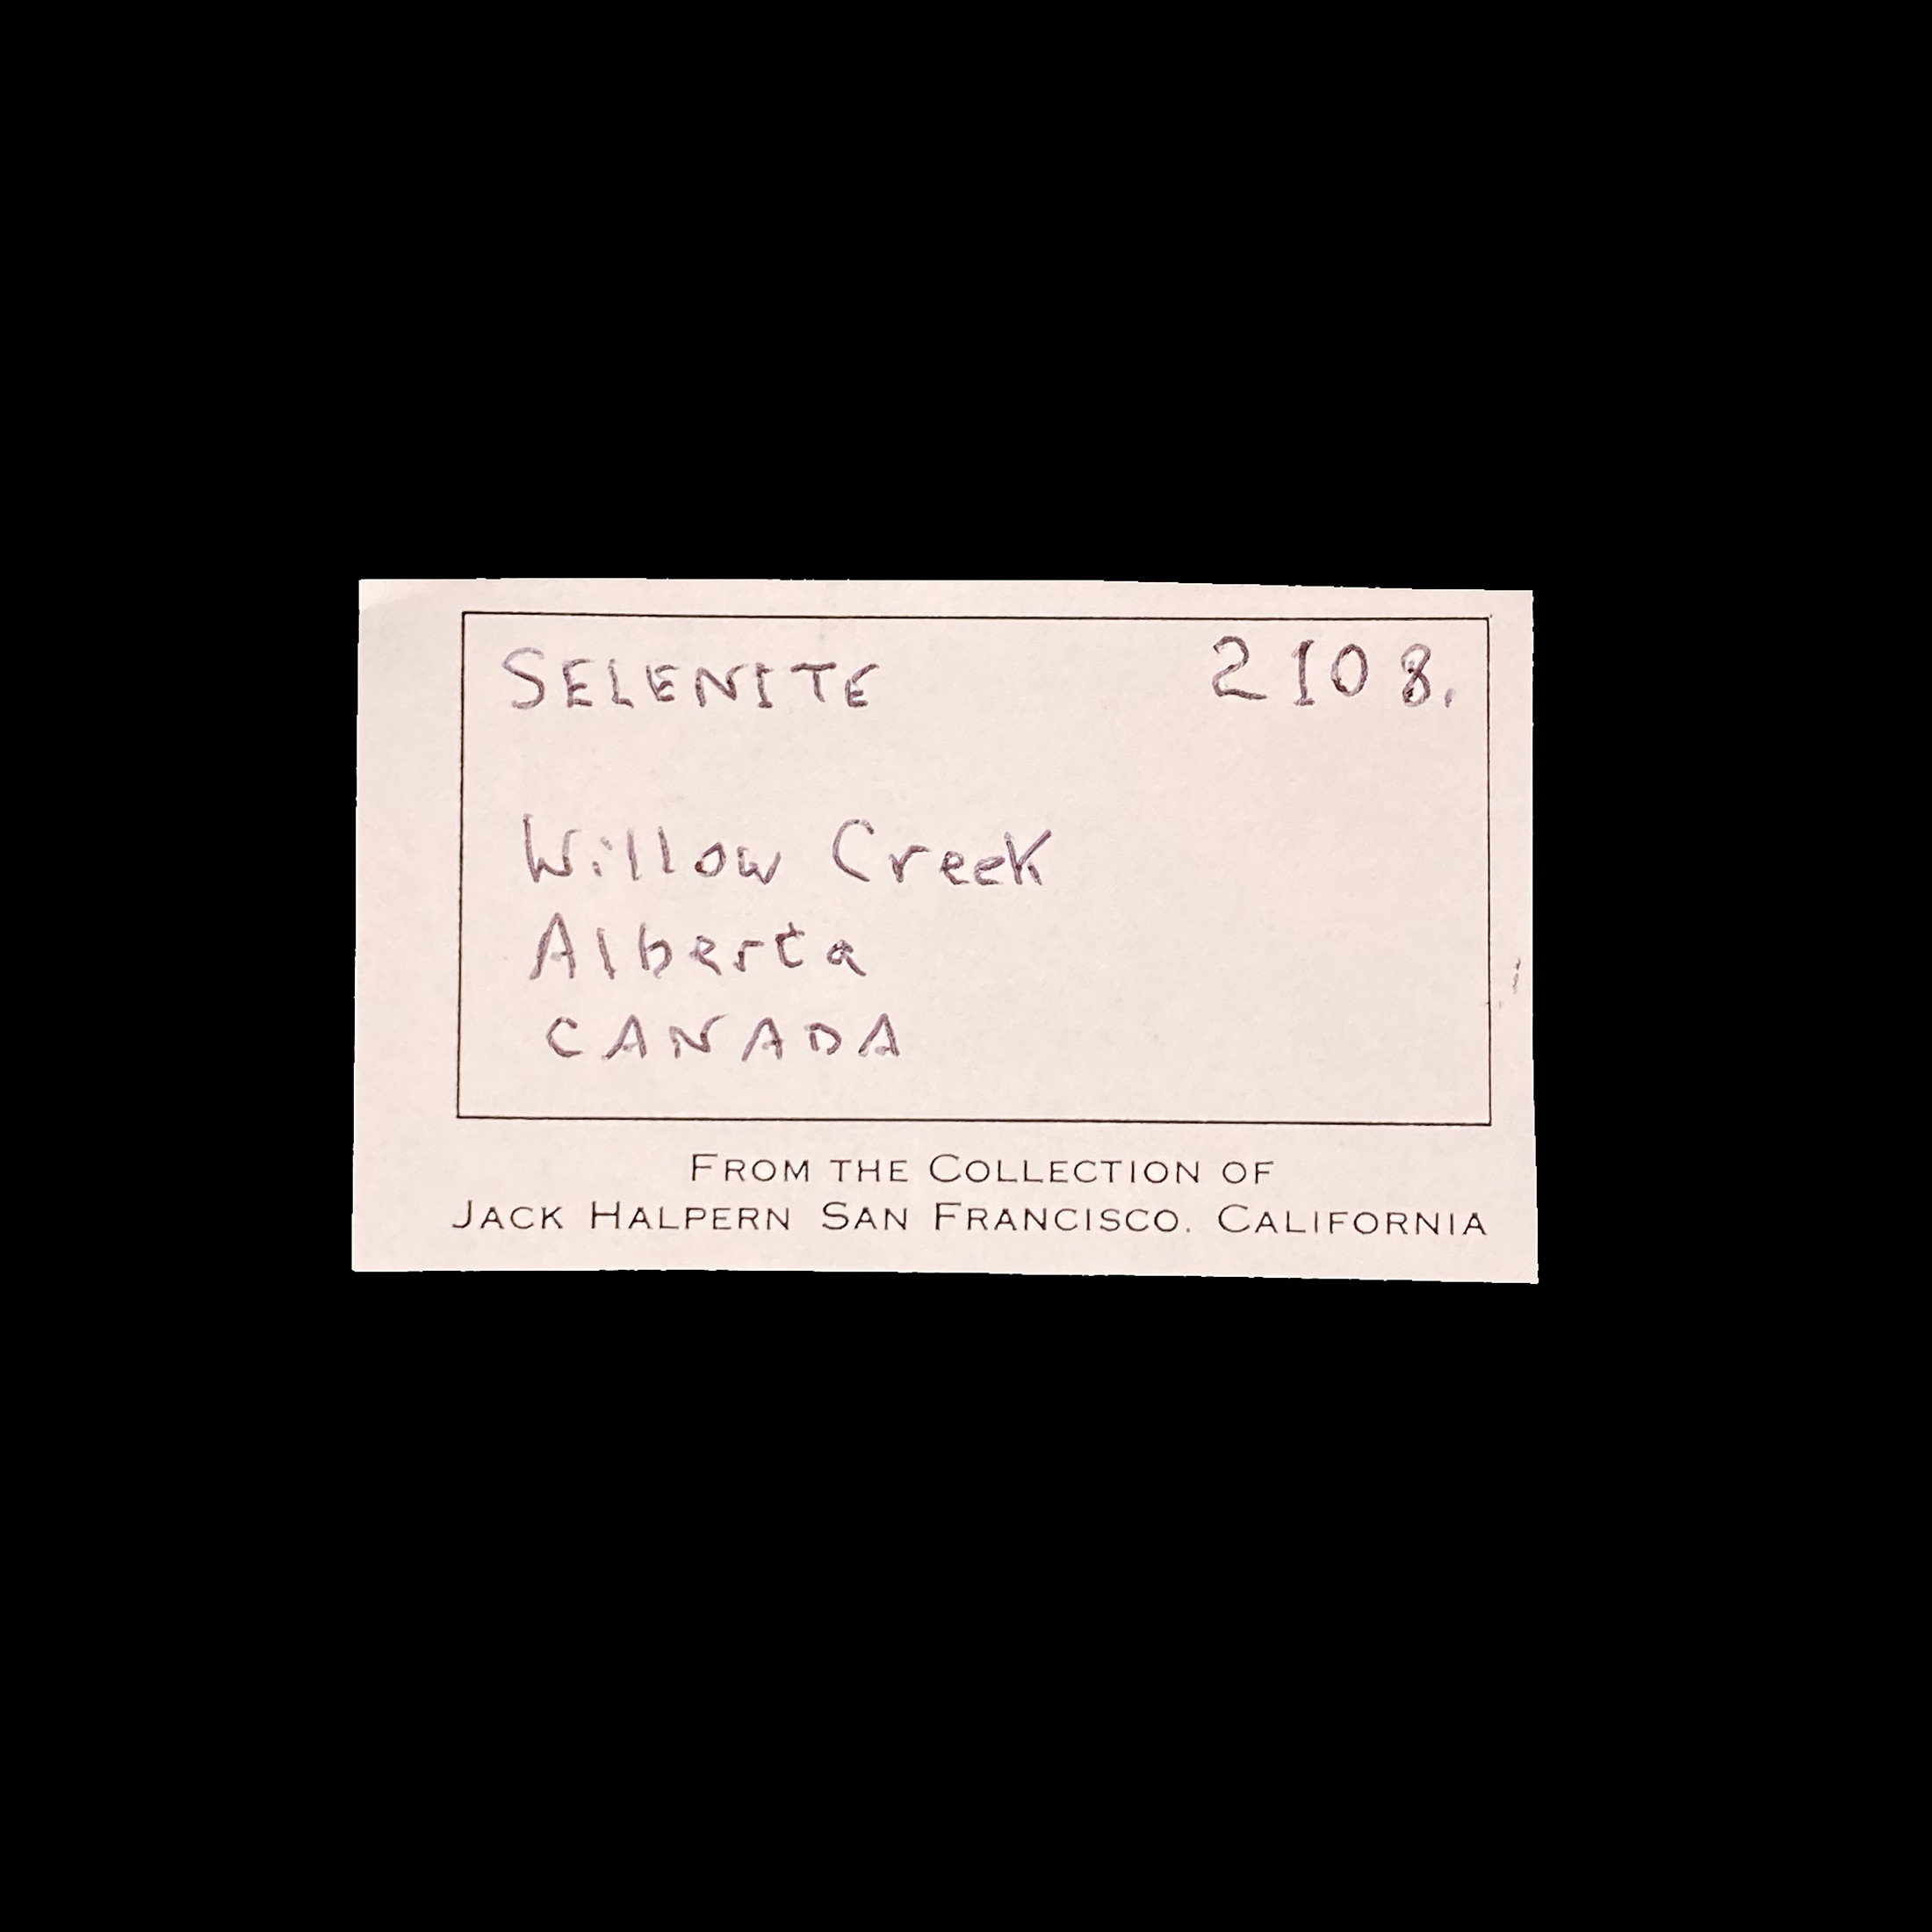 SELENITE 2108.
Willow Creek
Alberta
CANADA
FROM THE COLLECTION OF
JACK HALPERN SAN FRANCISCO. CALIFORNIA